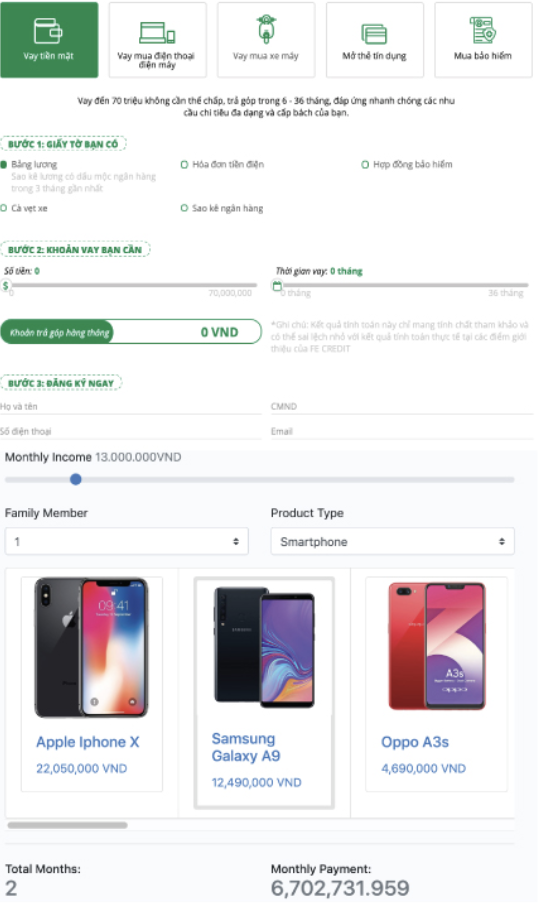 Vay tiền mặt
Vay mua điện thoại
điện máy
Vay mua xe máy
Mở thẻ tín dụng
Mua bảo hiểm
Vay đến 70 triệu không cần thế chấp, trả góp trong 6 - 36 tháng, đáp ứng nhanh chóng các nhu
cầu chi tiêu đa dạng và cấp bách của bạn.
BƯỚC 1: GIẤY TỜ BẠN CÓ
Bảng lương
Sao kê lương có dấu mộc ngân hàng
trong 3 tháng gần nhất
Hóa đơn tiền điện
Hợp đồng bảo hiểm
Cà vẹt xe
Sao kê ngân hàng
BƯỚC 2: KHOẢN VAY BẠN CẦN
Số tiền: 0
$
0
70,000,000
Thời gian vay: 0 tháng
0 tháng
36 tháng
Khoản trả góp hàng tháng
0 VND
*Ghi chú: Kết quả tính toán này chỉ mang tính chất tham khảo và
có thể sai lệch nhỏ với kết quả tính toán thực tế tại các điểm giới
thiệu của FE CREDIT
BƯỚC 3: ĐĂNG KÝ NGAY
Họ và tên
CMND
Số điện thoại
Email
Monthly Income 13.000.000VND
Family Member
Product Type
1
Smartphone
09:41
SAMSUNG
A3s
oppo
Apple Iphone X
22,050,000 VND
Samsung
Galaxy A9
12,490,000 VND
Oppo A3s
4,690,000 VND
Total Months:
2
Monthly Payment:
6,702,731.959